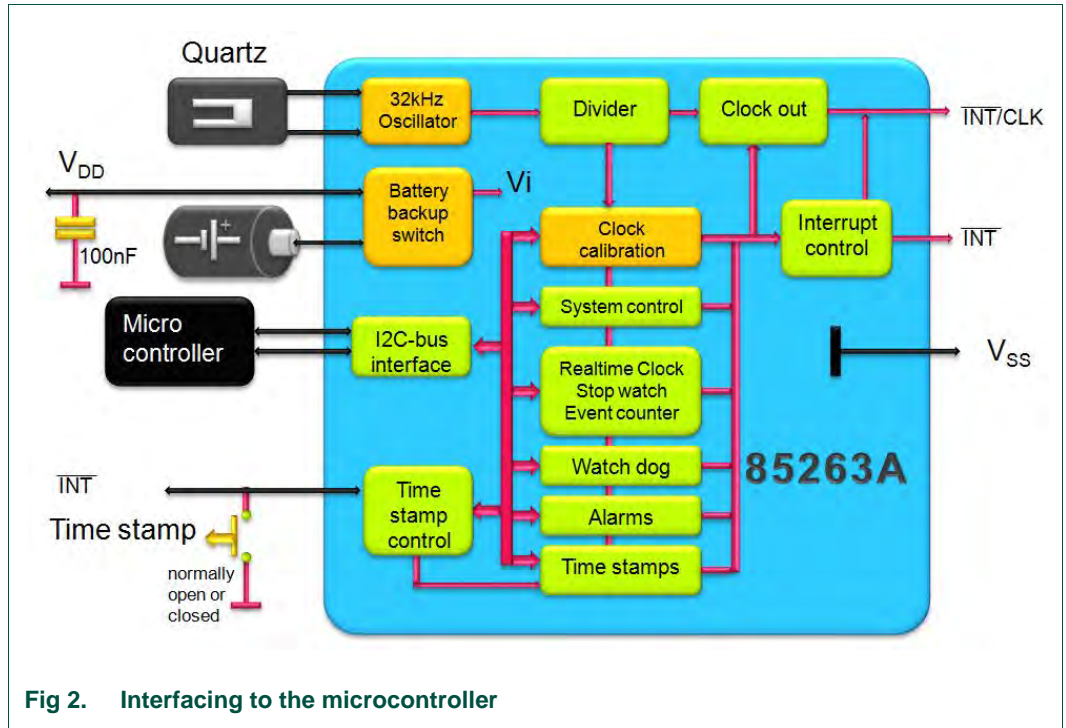 Quartz
32kHz
Oscillator
Divider
Clock out
INT/CLK
VDD
100nF
Battery
backup
switch
Vi
Clock
calibration
Interrupt
control
INT
Micro
controller
I2C-bus
interface
System control
Realtime Clock
Stop watch
Event counter
VSS
Watch dog
85263A
INT
Time stamp
normally
open or
closed
Time
stamp
control
Alarms
Time stamps
Fig 2. Interfacing to the microcontroller